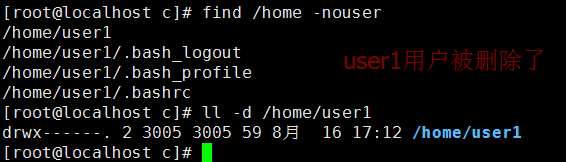 [root@localhost c]# find /home -nouser
/home/user1
/home/user1/.bash_logout
/home/user1/.bash_profile
/home/user1/.bashrc
user1用户被删除了
[root@localhost c]# ll -d /home/user1
drwx------. 2 3005 3005 59 8月  16 17:12 /home/user1
[root@localhost c]#